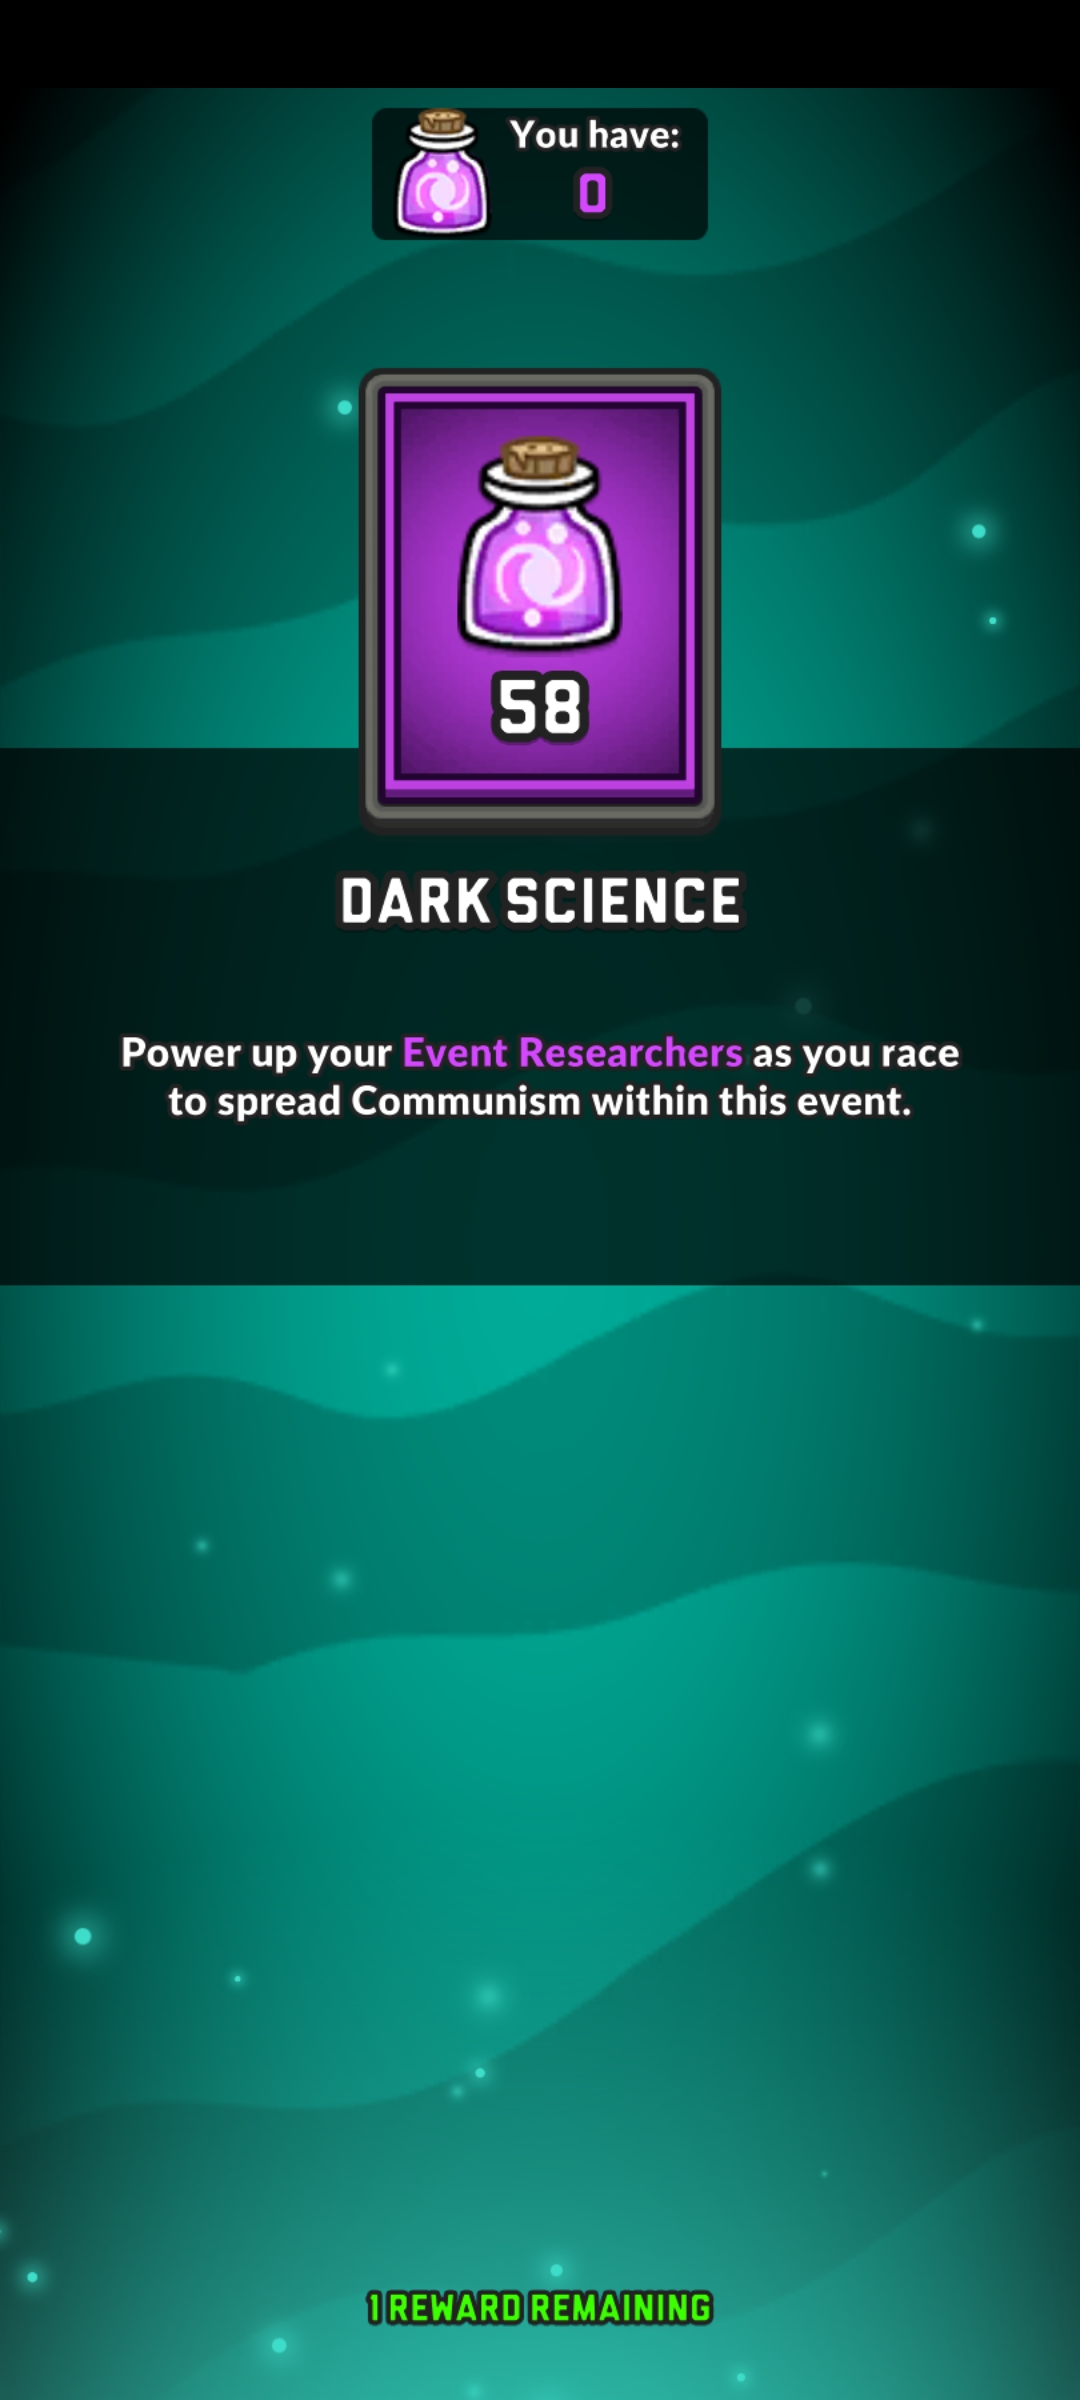 You have:
0
58
DARK SCIENCE
Power up your Event Researchers as you race
to spread Communism within this event.
1 REWARD REMAINING